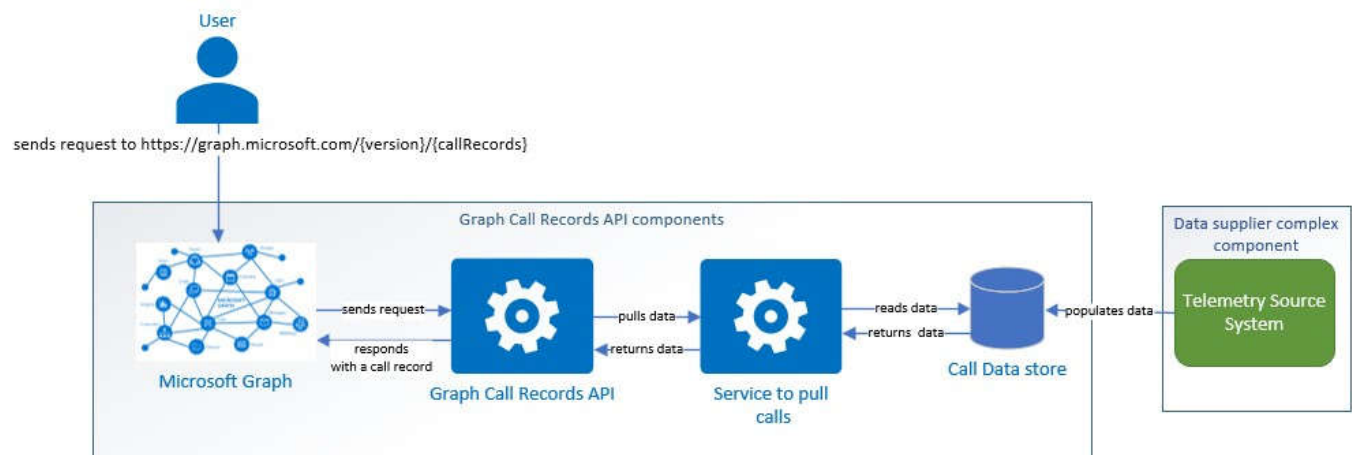 User
sends request to https://graph.microsoft.com/{version}/{callRecords}
Graph Call Records API components
Data supplier complex
component
Telemetry Source
System
sends request
responds
with a call record
pulls data
returns data
reads data
returns data
populates data
Microsoft Graph
Graph Call Records API
Service to pull
calls
Call Data store